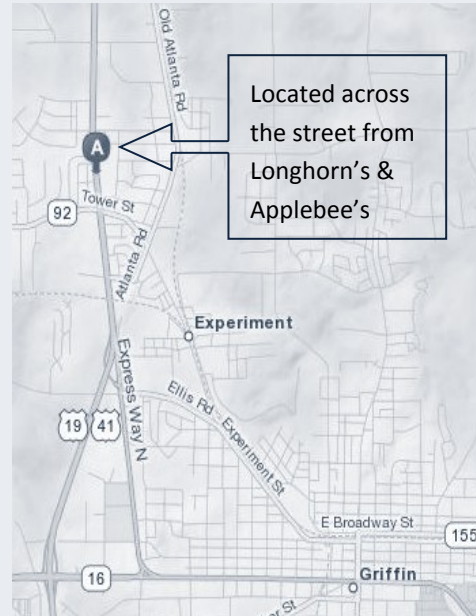 Old Atlanta Rd
Located across
the street from
Longhorn's &
Applebee's
A
Tower St
92
Atlanta Rd
Experiment
Express Way N
19
41
Ellis Rd
Experiment St
E Broadway St
155
16
Griffin